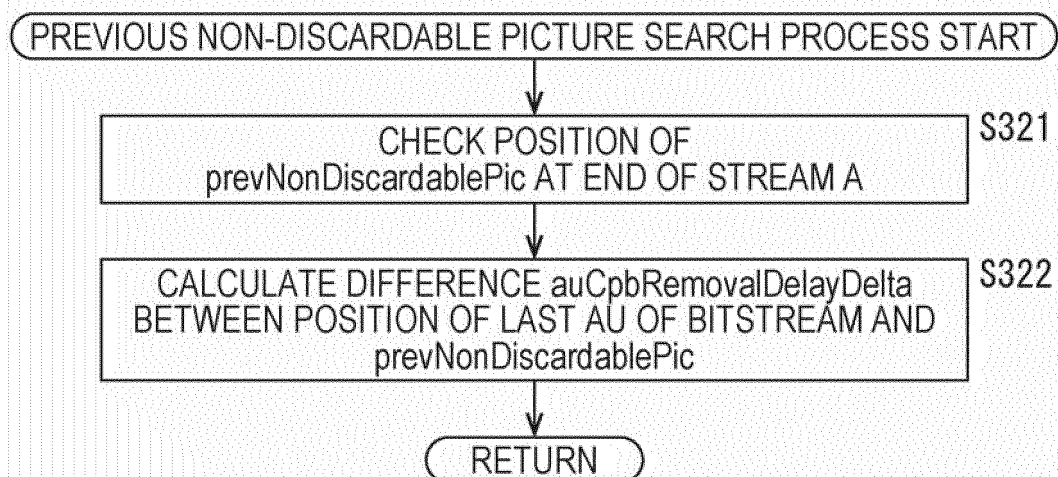 PREVIOUS NON-DISCARDABLE PICTURE SEARCH PROCESS START
S321
CHECK POSITION OF
prevNonDiscardablePic AT END OF STREAM A
S322
CALCULATE DIFFERENCE auCpbRemovalDelayDelta
BETWEEN POSITION OF LAST AU OF BITSTREAM AND
prevNonDiscardablePic
RETURN